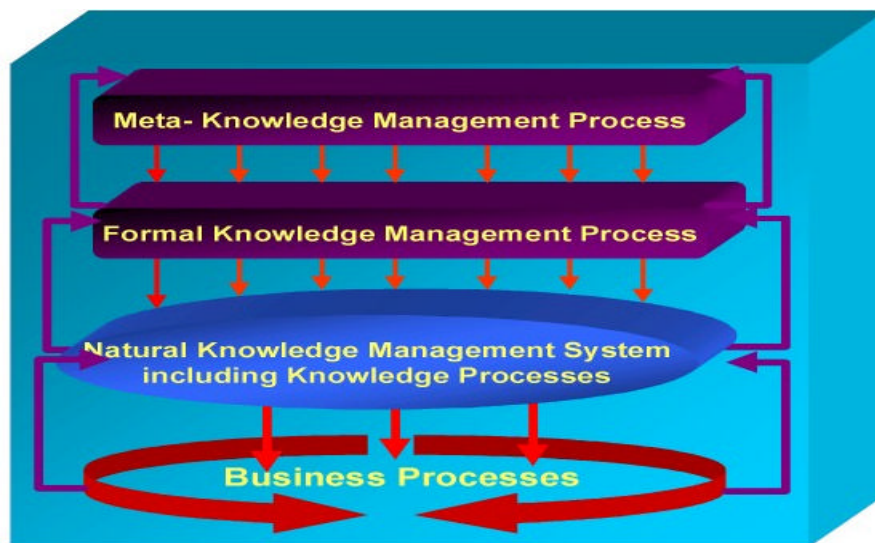 Meta- Knowledge Management Process
Formal Knowledge Management Process
Natural Knowledge Management System
including Knowledge Processes
Business Processes